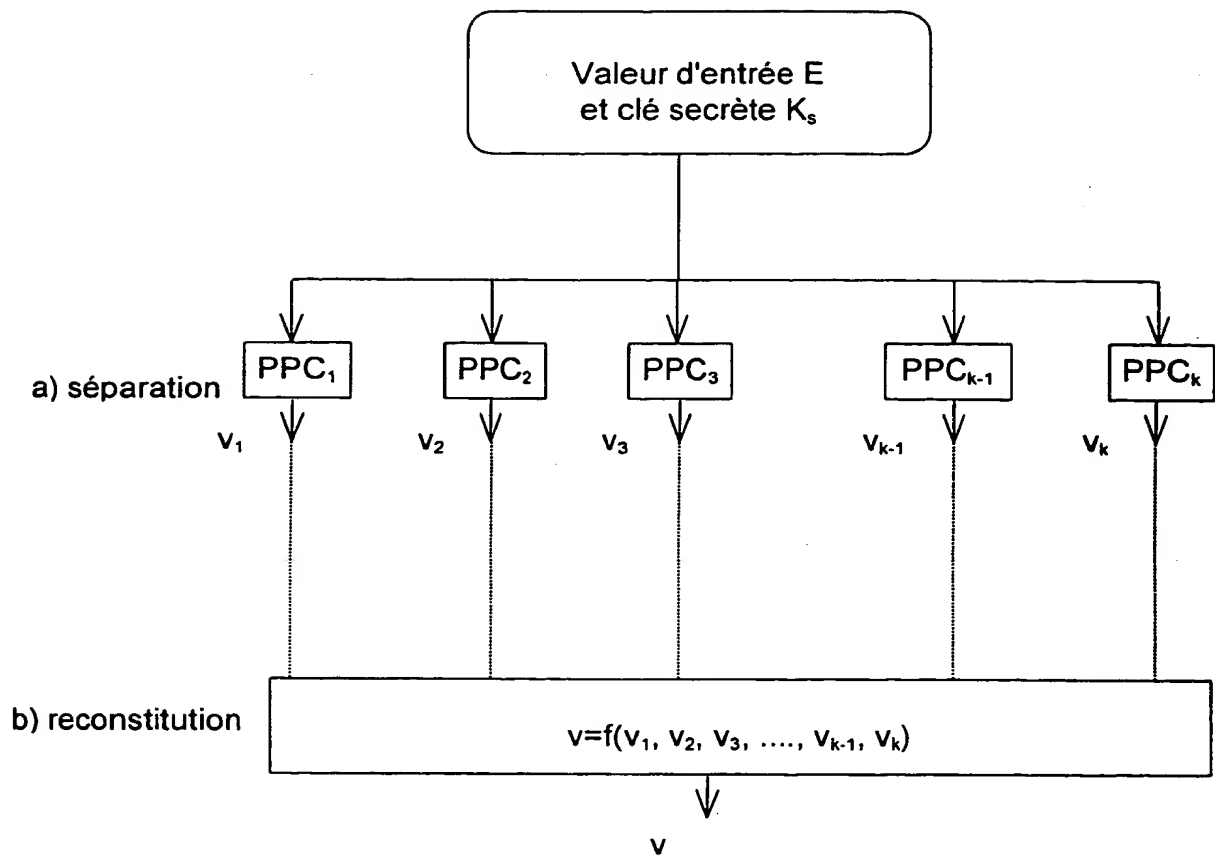 Valeur d'entrée E
et clé secrète Kₛ
a) séparation
PPC₁ PPC₂ PPC₃ PPCₖ₋₁ PPCₖ
v₁ v₂ v₃ vₖ₋₁ vₖ
b) reconstitution
v=f(v₁, v₂, v₃, ...., vₖ₋₁, vₖ)
v